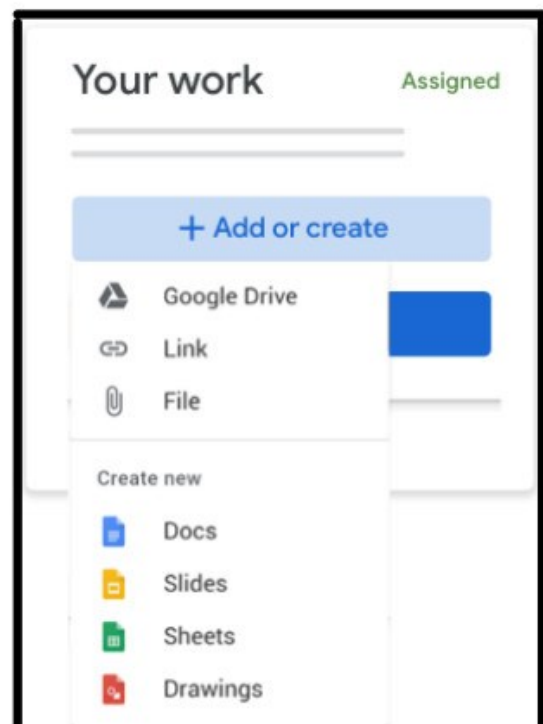 Your work
Assigned
+ Add or create
Google Drive
Link
File
Create new
Docs
Slides
Sheets
Drawings